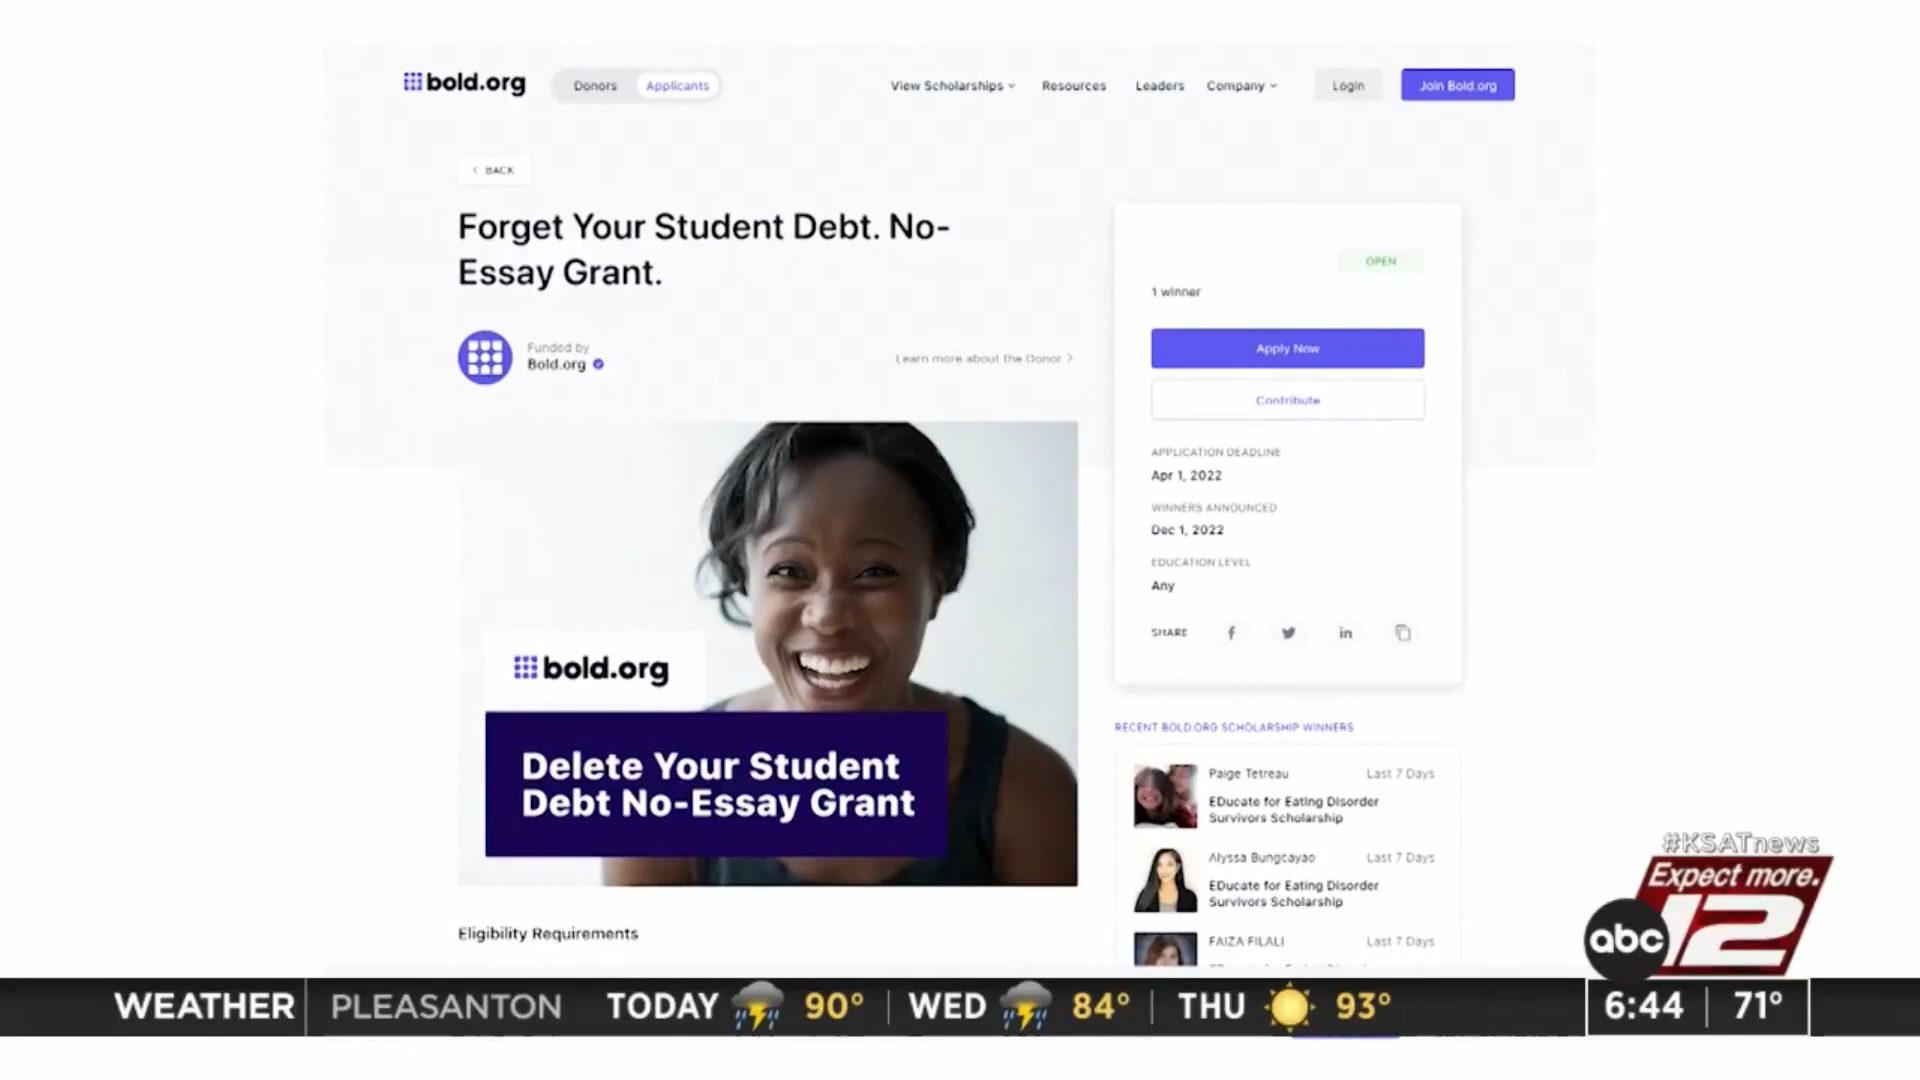 bold.org
Donors
Applicants
View Scholarships
Resources
Leaders
Company
Login
Join Bold.org
< BACK
Forget Your Student Debt. No-
Essay Grant.
Funded by
Bold.org
Learn more about the Donor >
OPEN
1 winner
Apply Now
Contribute
APPLICATION DEADLINE
Apr 1, 2022
WINNERS ANNOUNCED
Dec 1, 2022
EDUCATION LEVEL
Any
SHARE
bold.org
Delete Your Student
Debt No-Essay Grant
Eligibility Requirements
RECENT BOLD.ORG SCHOLARSHIP WINNERS
Paige Tetreau Last 7 Days
EDucate for Eating Disorder
Survivors Scholarship
Alyssa Bungcayao Last 7 Days
EDucate for Eating Disorder
Survivors Scholarship
FAIZA FILALI Last 7 Days
#KSATnews
Expect more.
abc 12
WEATHER PLEASANTON TODAY 90° WED 84° THU 93° 6:44 71°